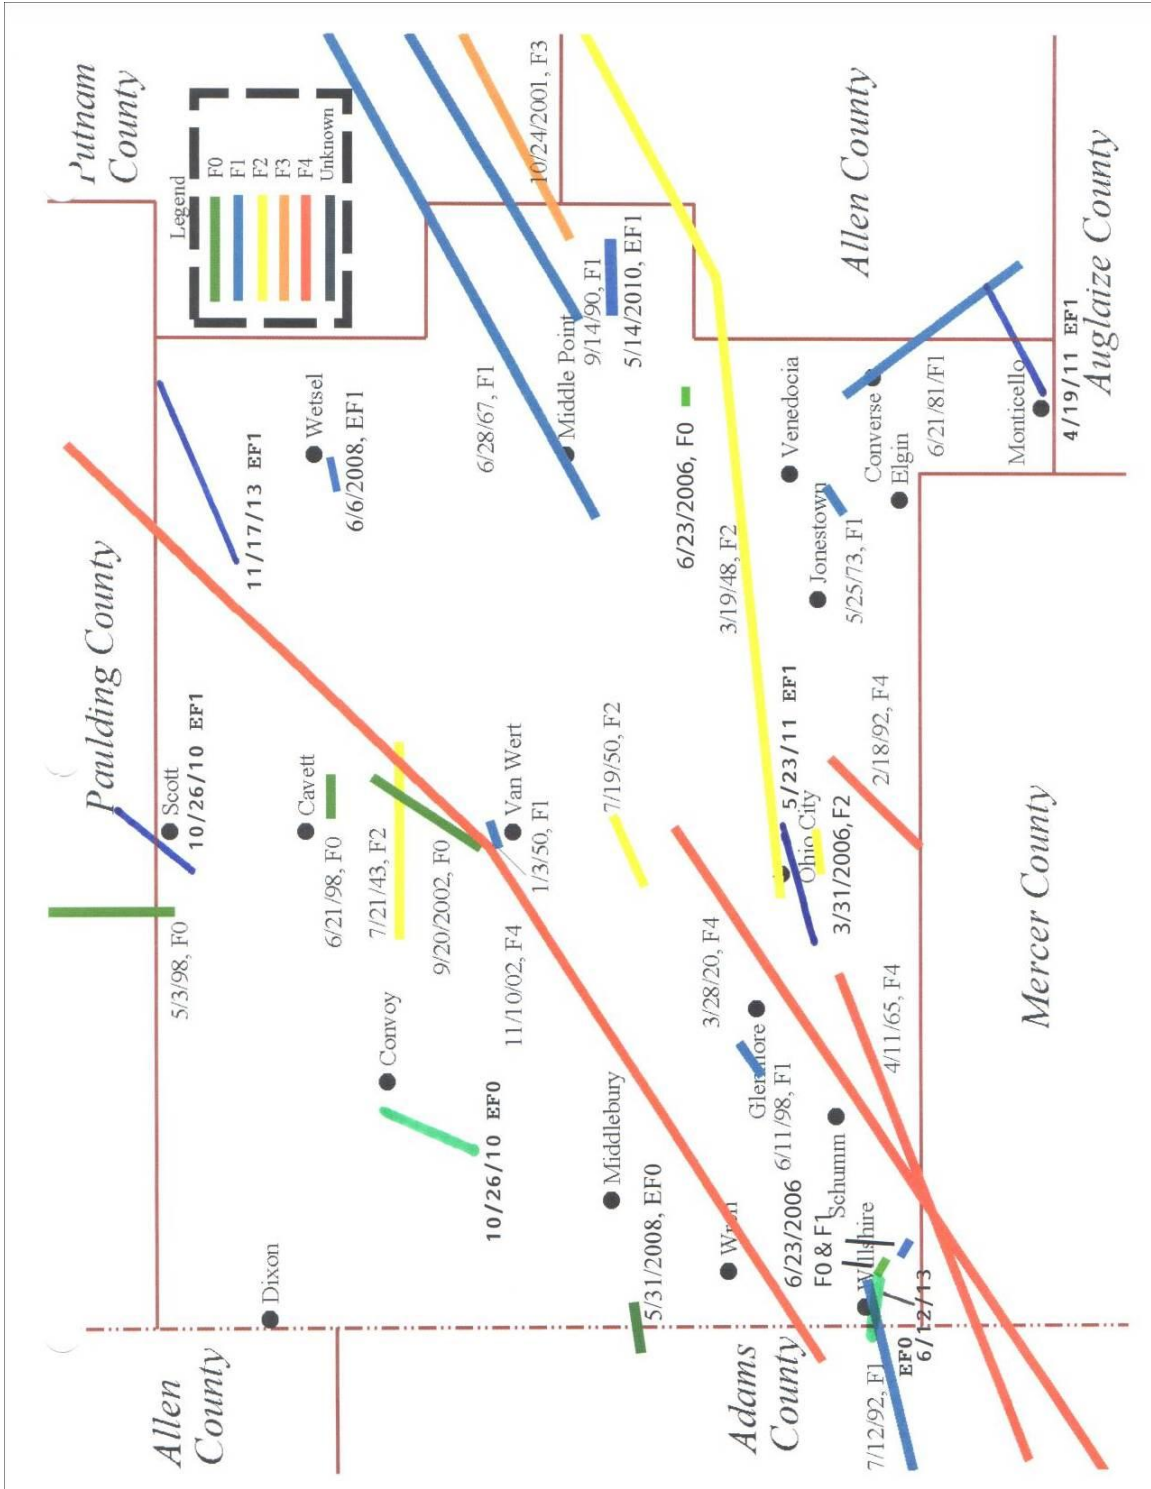 Putnam
County
Legend
F0
F1
F2
F3
F4
Unknown
Paulding County
Allen
County
Adams
County
Allen County
Auglaize County
Mercer County
Scott
10/26/10 EF1
5/3/98, F0
11/17/13 EF1
Wetsel
6/6/2008, EF1
Cavett
6/21/98, F0
7/21/43, F2
9/20/2002, F0
Dixon
Convoy
10/26/10 EF0
11/10/02, F4
Van Wert
1/3/50, F1
6/28/67, F1
Middle Point
9/14/90, F1
5/14/2010, EF1
10/24/2001, F3
Middlebury
5/31/2008, EF0
7/19/50, F2
6/23/2006, F0
3/19/48, F2
Wren
3/28/20, F4
Glenmore
6/11/98, F1
6/23/2006
F0 & F1
Schumm
Willshire
EF0
6/12/13
7/12/92, F1
4/11/65, F4
5/23/11 EF1
Ohio City
3/31/2006, F2
2/18/92, F4
Venedocia
Jonestown
5/25/73, F1
Converse
Elgin
6/21/81/F1
Monticello
4/19/11 EF1